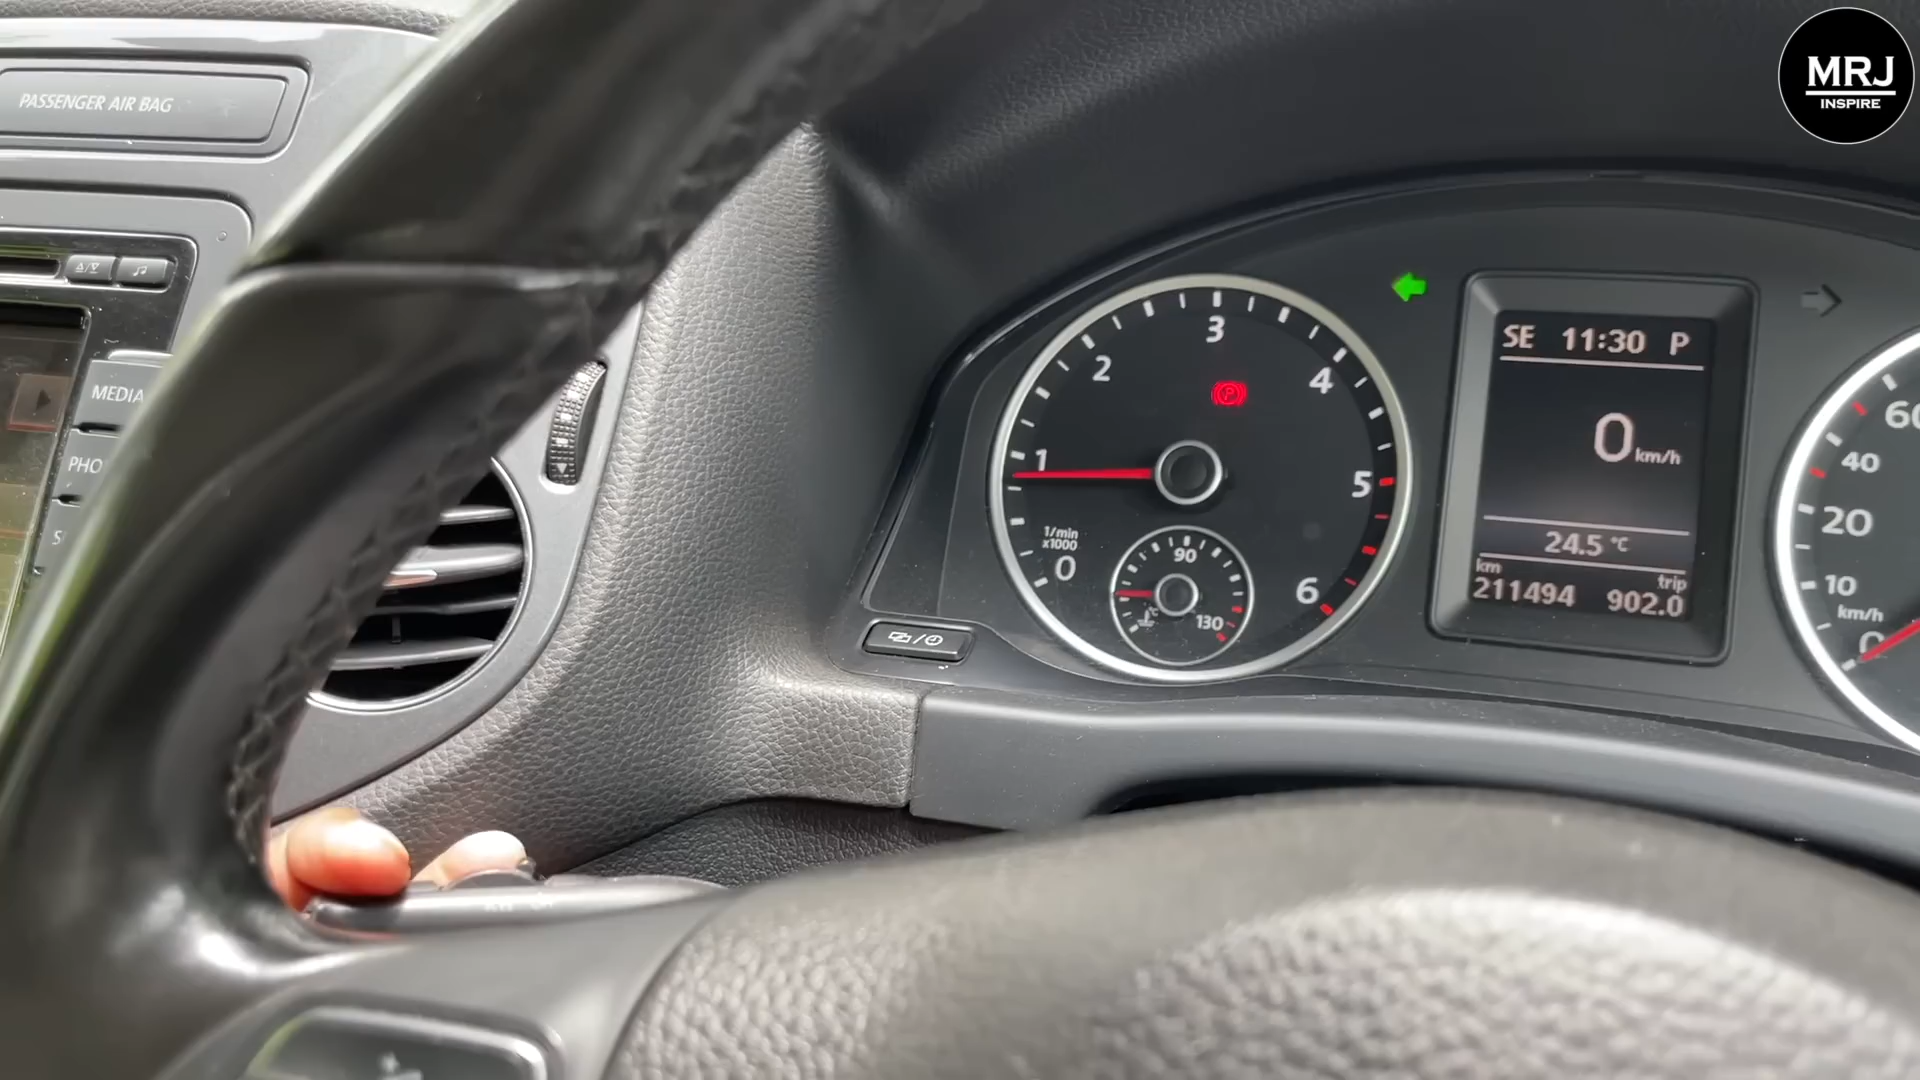 PASSENGER AIR BAG
MEDIA
PHO
MRJ
INSPIRE
1/min
x1000
0
1
2
3
4
5
6
90
°C
130
SE 11:30 P
0 km/h
24.5 °C
km
trip
211494 902.0
60
40
20
10
km/h
0